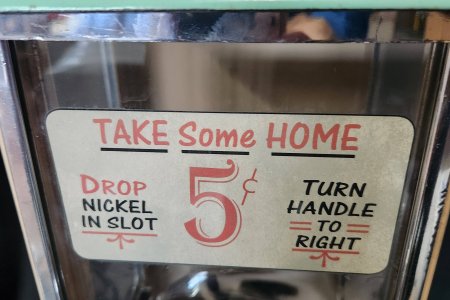 TAKE Some HOME
DROP
NICKEL
IN SLOT
5¢
TURN
HANDLE
TO
RIGHT